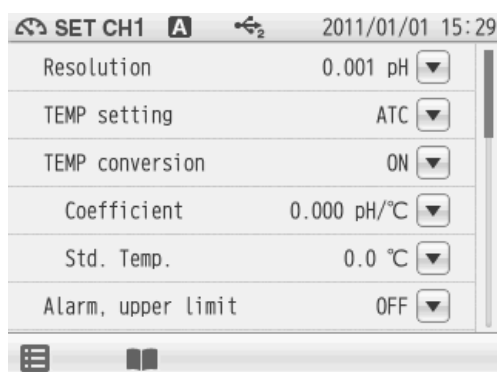 SET CH1 A 2 2011/01/01 15:29
Resolution 0.001 pH
TEMP setting ATC
TEMP conversion ON
Coefficient 0.000 pH/℃
Std. Temp. 0.0 ℃
Alarm, upper limit OFF